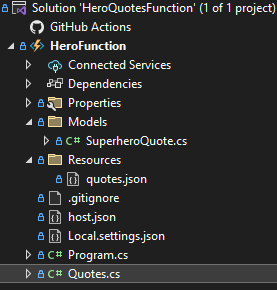 Solution 'HeroQuotesFunction' (1 of 1 project)
GitHub Actions
HeroFunction
Connected Services
Dependencies
Properties
Models
C# SuperheroQuote.cs
Resources
quotes.json
.gitignore
host.json
Local.settings.json
C# Program.cs
C# Quotes.cs